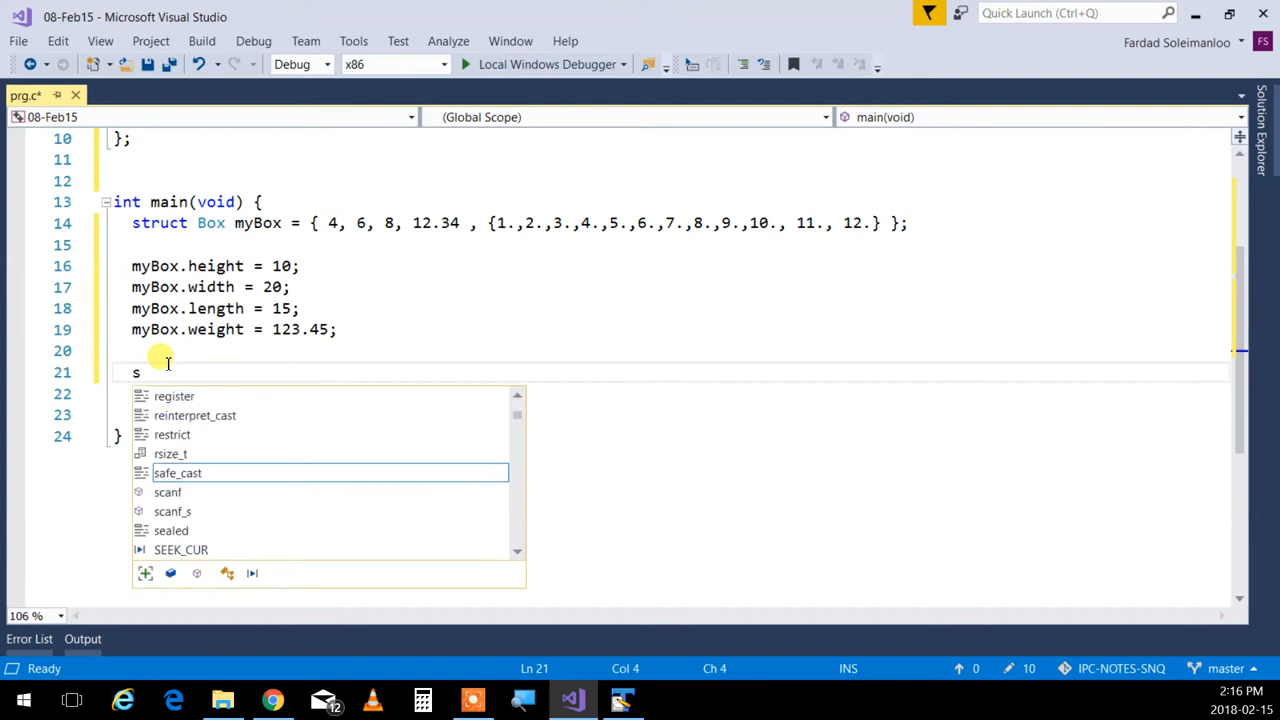 08-Feb15 - Microsoft Visual Studio
Quick Launch (Ctrl+Q)
File Edit View Project Build Debug Team Tools Test Analyze Window Help
Fardad Soleimanloo FS
Debug x86 Local Windows Debugger
prg.c*
08-Feb15 (Global Scope) main(void)
10 };
11
12
13 int main(void) {
14 struct Box myBox = { 4, 6, 8, 12.34 , {1.,2.,3.,4.,5.,6.,7.,8.,9.,10., 11., 12.} };
15
16 myBox.height = 10;
17 myBox.width = 20;
18 myBox.length = 15;
19 myBox.weight = 123.45;
20
21 s
22
23
24 }
register
reinterpret_cast
restrict
rsize_t
safe_cast
scanf
scanf_s
sealed
SEEK_CUR
Solution Explorer
106 %
Error List Output
Ready Ln 21 Col 4 Ch 4 INS 0 10 IPC-NOTES-SNQ master
12
2:16 PM
2018-02-15